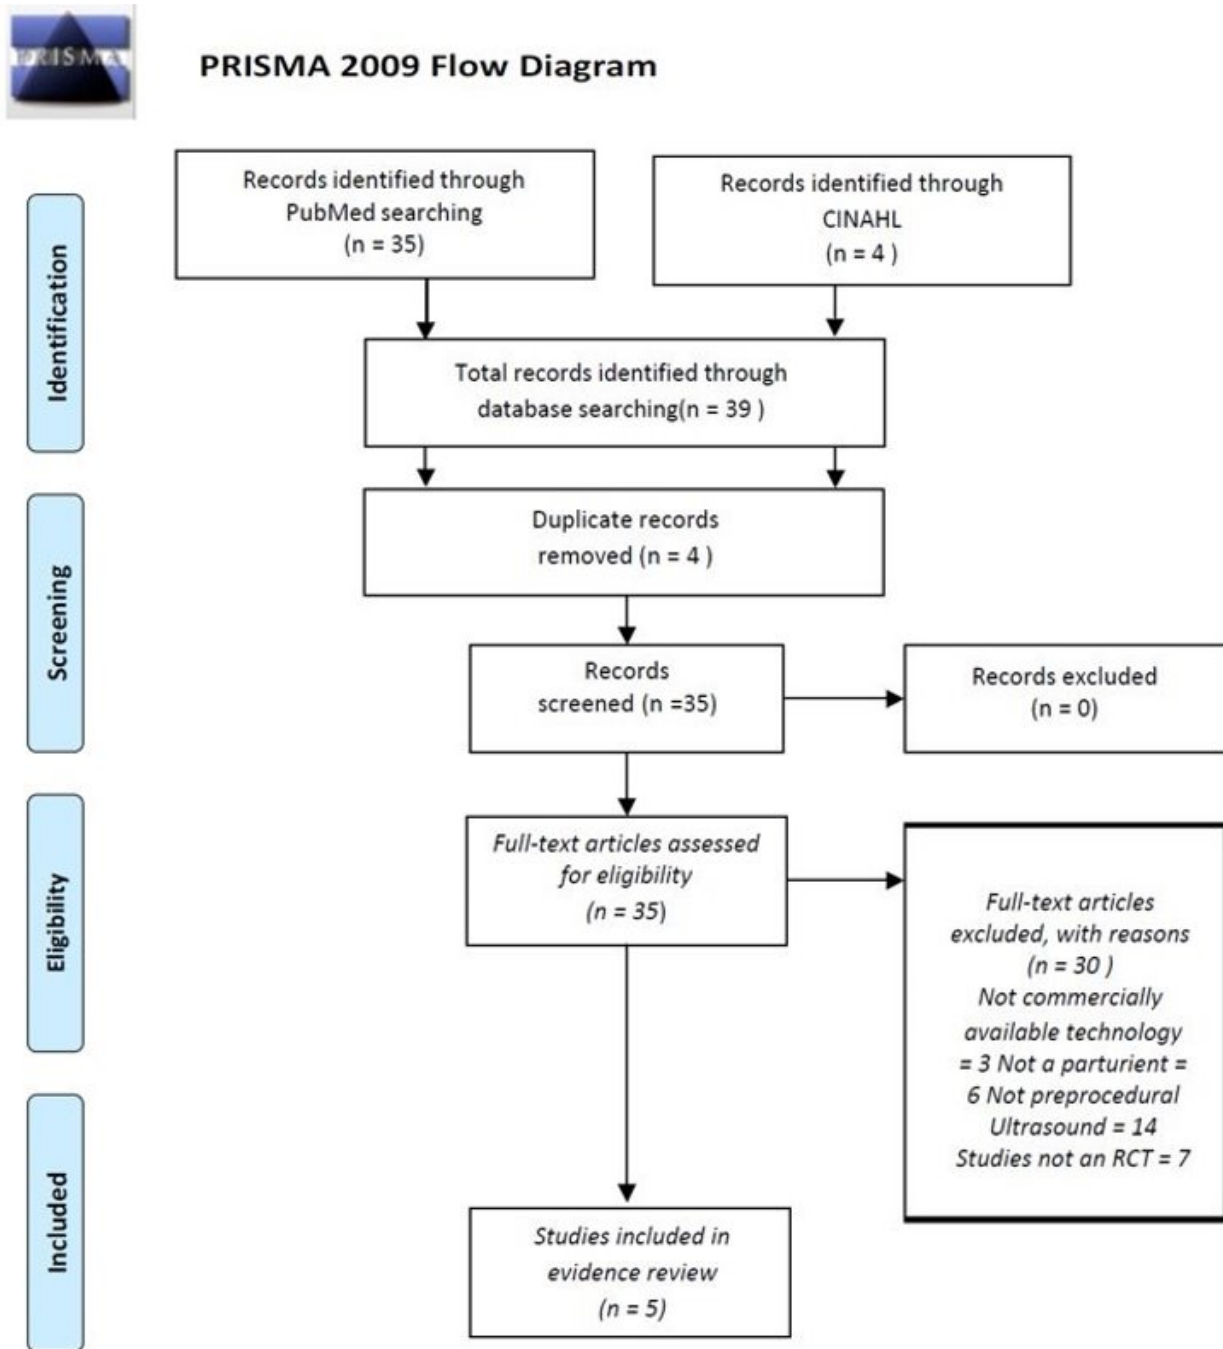 PRISMA
PRISMA 2009 Flow Diagram
Identification
Records identified through
PubMed searching
(n = 35)
Records identified through
CINAHL
(n = 4 )
Total records identified through
database searching(n = 39 )
Screening
Duplicate records
removed (n = 4 )
Records
screened (n =35)
Records excluded
(n = 0)
Eligibility
Full-text articles assessed
for eligibility
(n = 35)
Full-text articles
excluded, with reasons
(n = 30 )
Not commercially
available technology
= 3 Not a parturient =
6 Not preprocedural
Ultrasound = 14
Studies not an RCT = 7
Included
Studies included in
evidence review
(n = 5)